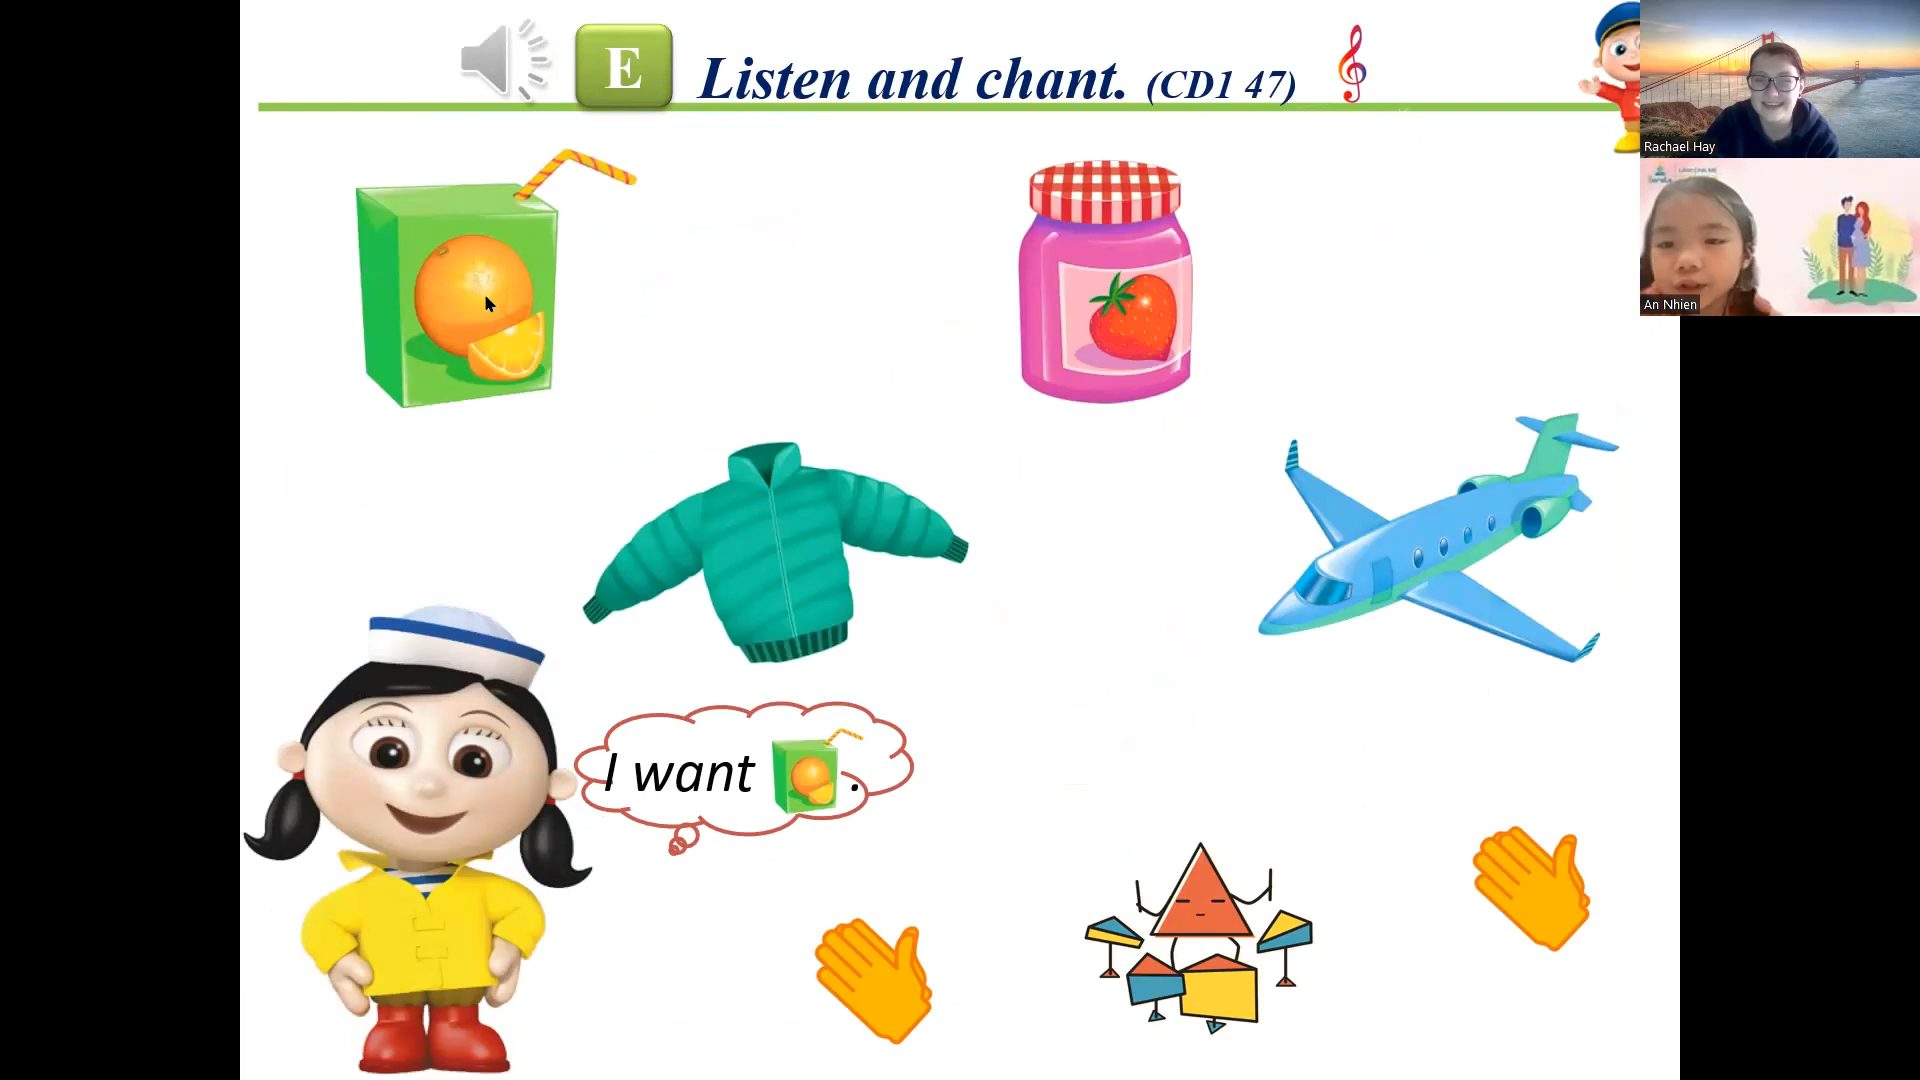 E
Listen and chant. (CD1 47)
Rachael Hay
An Nhien
I want .